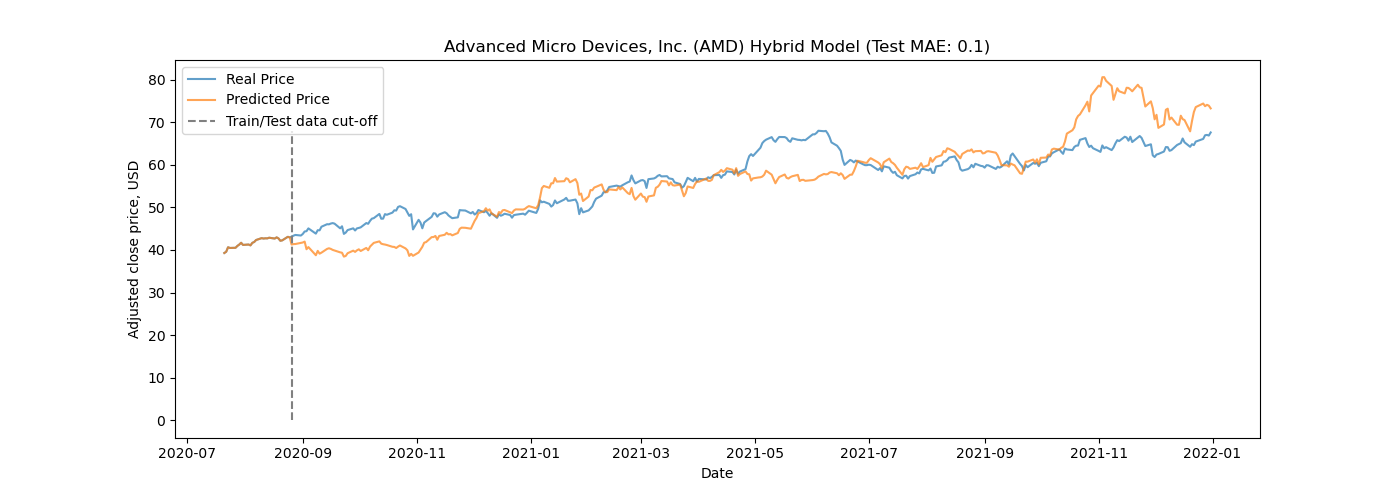 Advanced Micro Devices, Inc. (AMD) Hybrid Model (Test MAE: 0.1)
Real Price
Predicted Price
Train/Test data cut-off
Adjusted close price, USD
80
70
60
50
40
30
20
10
0
2020-07 2020-09 2020-11 2021-01 2021-03 2021-05 2021-07 2021-09 2021-11 2022-01
Date